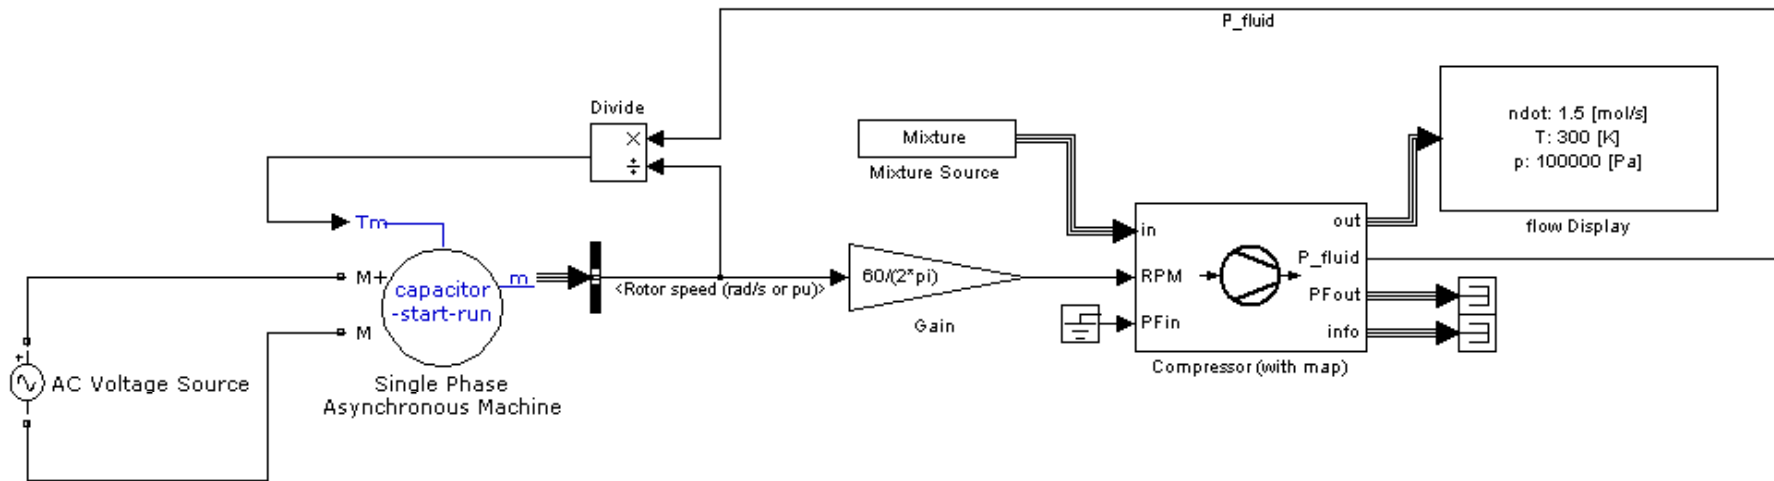 P_fluid
Divide
×
÷
Mixture
Mixture Source
ndot: 1.5 [mol/s]
T: 300 [K]
p: 100000 [Pa]
flow Display
Tm
M+
M
m
capacitor
-start-run
Single Phase
Asynchronous Machine
+
AC Voltage Source
<Rotor speed (rad/s or pu)>
60/(2*pi)
Gain
in
RPM
PFin
out
P_fluid
PFout
info
Compressor (with map)